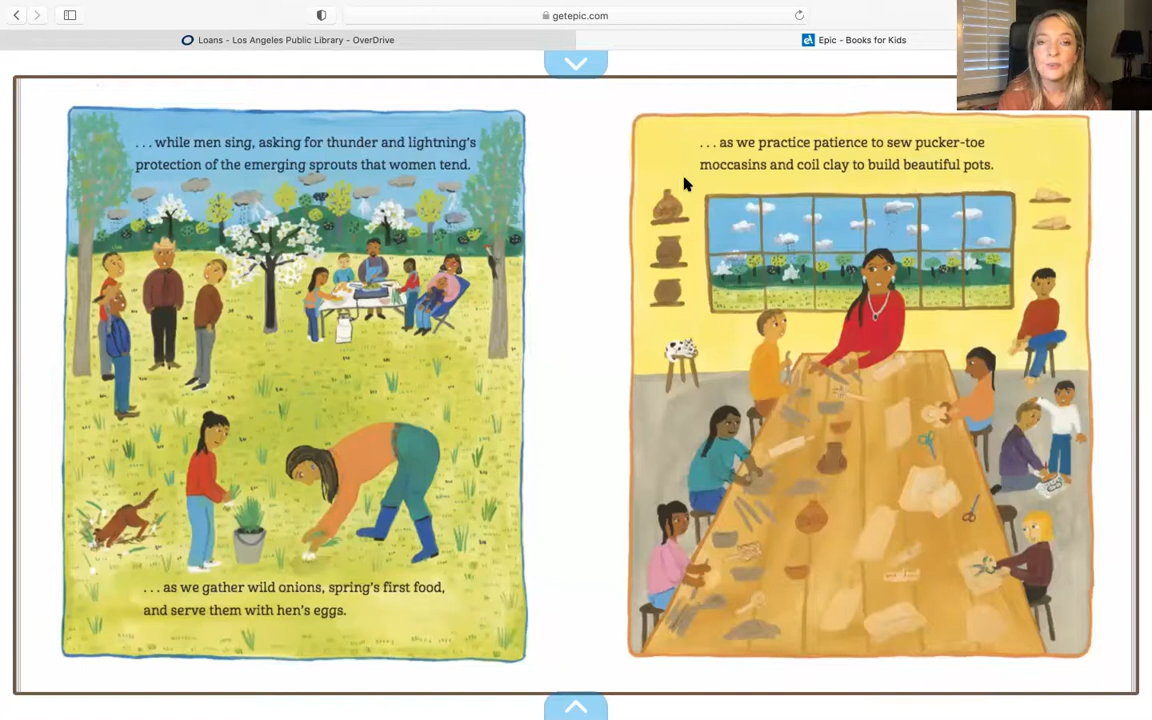 getepic.com
Loans - Los Angeles Public Library - OverDrive
Epic - Books for Kids
. . . while men sing, asking for thunder and lightning's
protection of the emerging sprouts that women tend.
. . . as we gather wild onions, spring's first food,
and serve them with hen's eggs.
. . . as we practice patience to sew pucker-toe
moccasins and coil clay to build beautiful pots.